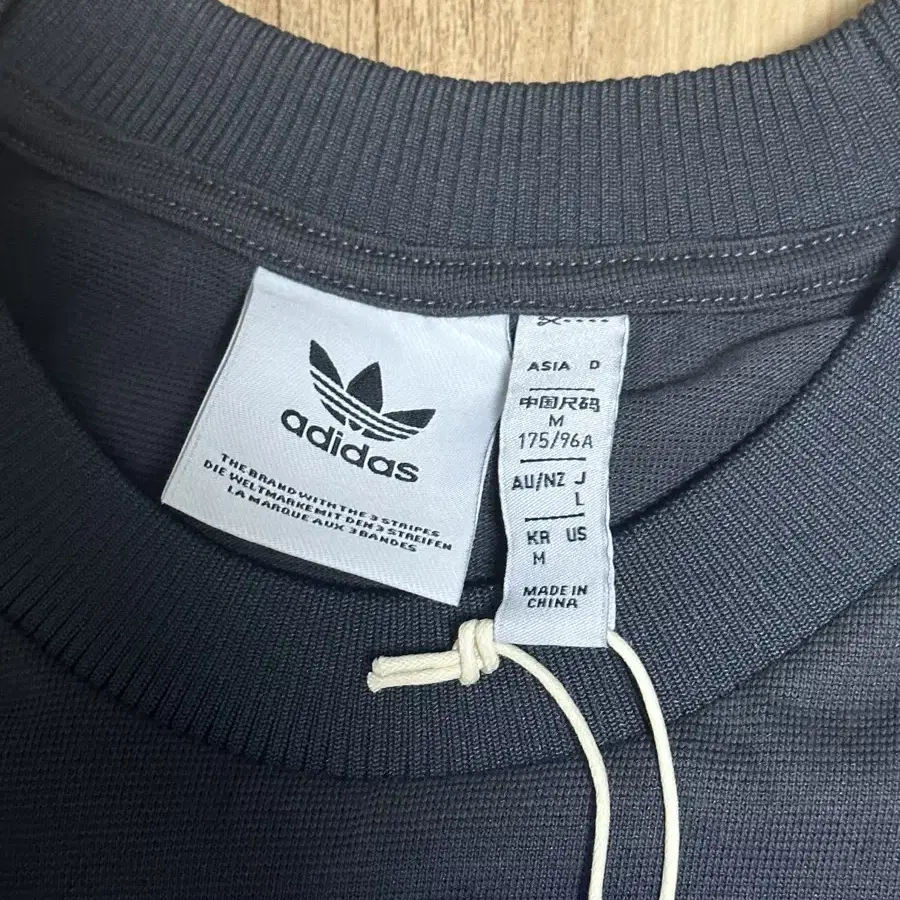 adidas
THE BRAND WITH THE 3 STRIPES
DIE WELTMARKE MIT DEN 3 STREIFEN
LA MARQUE AUX 3 BANDES
ASIA D
中国尺码
M
175/96A
AU/NZ J
L
KR US
M
MADE IN
CHINA